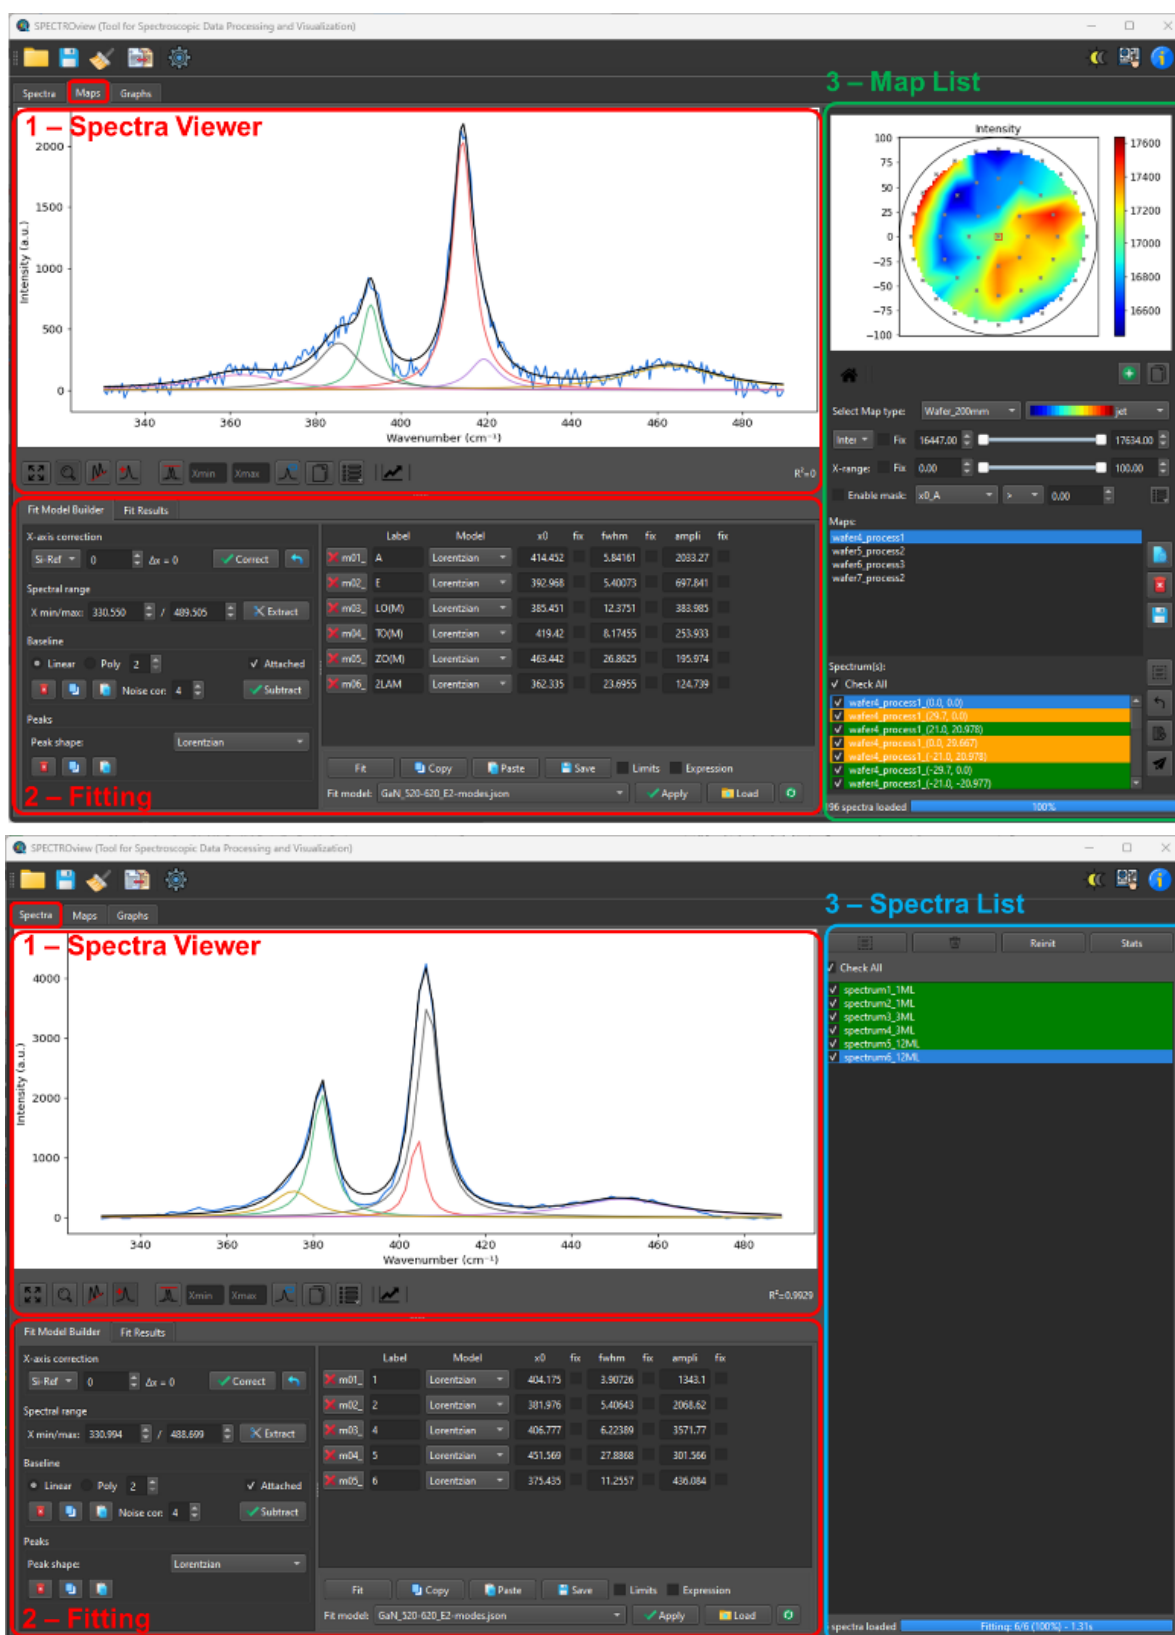 SPECTROview (Tool for Spectroscopic Data Processing and Visualization)
Spectra Maps Graphs
3 – Map List
1 – Spectra Viewer
Intensity
100
75
50
25
0
−25
−50
−75
−100
17600
17400
17200
17000
16800
16600
2000
1500
1000
500
0
Intensity (a.u.)
340 360 380 400 420 440 460 480
Wavenumber (cm⁻¹)
Xmin Xmax
R²=0
Select Map type: Wafer_200mm jet
Inter Fix 16447.00 17634.00
X-range: Fix 0.00 100.00
Enable mask: x0_A > 0.00
Maps:
wafer4_process1
wafer5_process2
wafer6_process3
wafer7_process2
Spectrum(s):
Check All
wafer4_process1_(0.0, 0.0)
wafer4_process1_(29.7, 0.0)
wafer4_process1_(21.0, 20.978)
wafer4_process1_(0.0, 29.667)
wafer4_process1_(-21.0, 20.978)
wafer4_process1_(-29.7, 0.0)
wafer4_process1_(-21.0, -20.977)
196 spectra loaded 100%
Fit Model Builder Fit Results
X-axis correction
Si-Ref 0 Δx = 0 Correct
Spectral range
X min/max: 330.550 / 489.505 Extract
Baseline
Linear Poly 2 Attached
Noise cor: 4 Subtract
Peaks
Peak shape: Lorentzian
2 – Fitting
Label Model x0 fix fwhm fix ampli fix
m01_ A Lorentzian 414.452 5.84161 2033.27
m02_ E Lorentzian 392.968 5.40073 697.841
m03_ LO(M) Lorentzian 385.451 12.3751 383.985
m04_ TO(M) Lorentzian 419.42 8.17455 253.933
m05_ ZO(M) Lorentzian 463.442 26.8625 195.974
m06_ 2LAM Lorentzian 362.335 23.6955 124.739
Fit Copy Paste Save Limits Expression
Fit model: GaN_520-620_E2-modes.json Apply Load
SPECTROview (Tool for Spectroscopic Data Processing and Visualization)
Spectra Maps Graphs
3 – Spectra List
1 – Spectra Viewer
Reinit Stats
Check All
spectrum1_1ML
spectrum2_1ML
spectrum3_3ML
spectrum4_3ML
spectrum5_12ML
spectrum6_12ML
4000
3000
2000
1000
0
Intensity (a.u.)
340 360 380 400 420 440 460 480
Wavenumber (cm⁻¹)
Xmin Xmax
R²=0.9929
Fit Model Builder Fit Results
X-axis correction
Si-Ref 0 Δx = 0 Correct
Spectral range
X min/max: 330.994 / 488.699 Extract
Baseline
Linear Poly 2 Attached
Noise cor: 4 Subtract
Peaks
Peak shape: Lorentzian
2 – Fitting
Label Model x0 fix fwhm fix ampli fix
m01_ 1 Lorentzian 404.175 3.90726 1343.1
m02_ 2 Lorentzian 381.976 5.40643 2068.62
m03_ 4 Lorentzian 406.777 6.22389 3571.77
m04_ 5 Lorentzian 451.569 27.8868 301.566
m05_ 6 Lorentzian 375.435 11.2557 436.084
Fit Copy Paste Save Limits Expression
Fit model: GaN_520-620_E2-modes.json Apply Load
spectra loaded Fitting: 6/6 (100%) - 1.31s